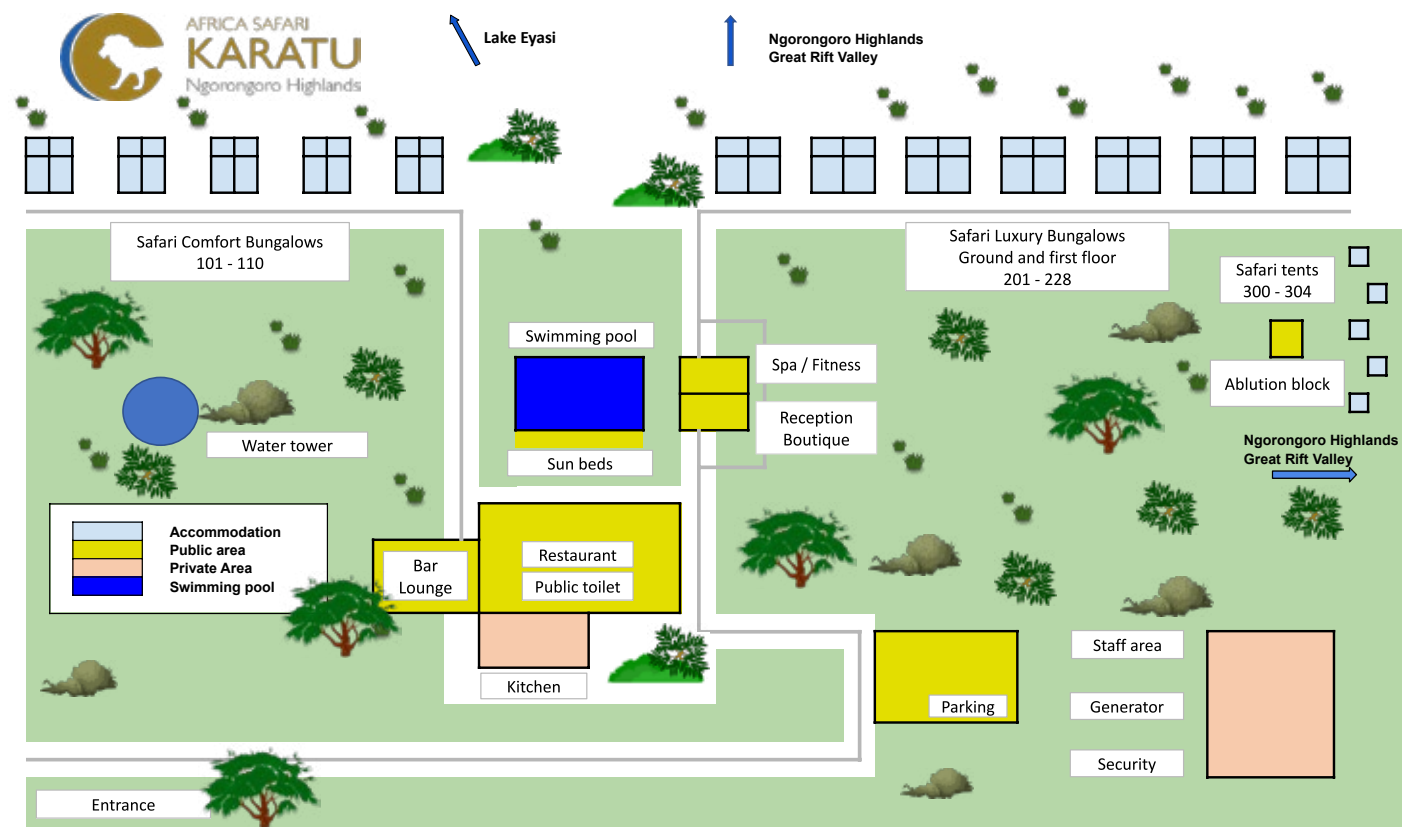 AFRICA SAFARI
KARATU
Ngorongoro Highlands
Lake Eyasi
Ngorongoro Highlands
Great Rift Valley
Safari Comfort Bungalows
101 - 110
Safari Luxury Bungalows
Ground and first floor
201 - 228
Safari tents
300 - 304
Swimming pool
Spa / Fitness
Ablution block
Reception
Boutique
Water tower
Sun beds
Ngorongoro Highlands
Great Rift Valley
Accommodation
Public area
Private Area
Swimming pool
Bar
Lounge
Restaurant
Public toilet
Kitchen
Staff area
Parking
Generator
Security
Entrance